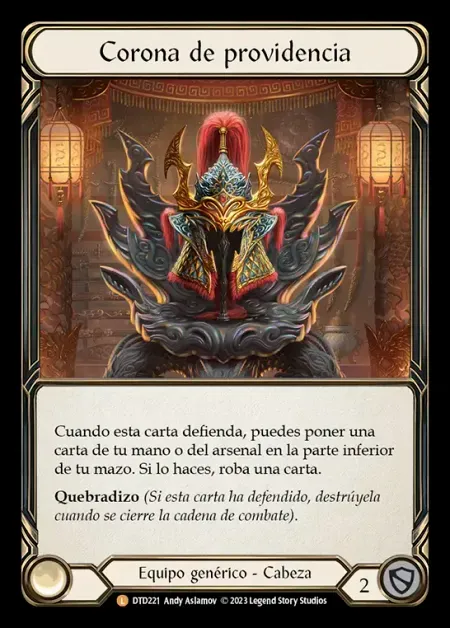 Corona de providencia
Cuando esta carta defienda, puedes poner una
carta de tu mano o del arsenal en la parte inferior
de tu mazo. Si lo haces, roba una carta.
Quebradizo (Si esta carta ha defendido, destrúyela
cuando se cierre la cadena de combate).
Equipo genérico - Cabeza
2
L DTD221 Andy Aslamov © 2023 Legend Story Studios